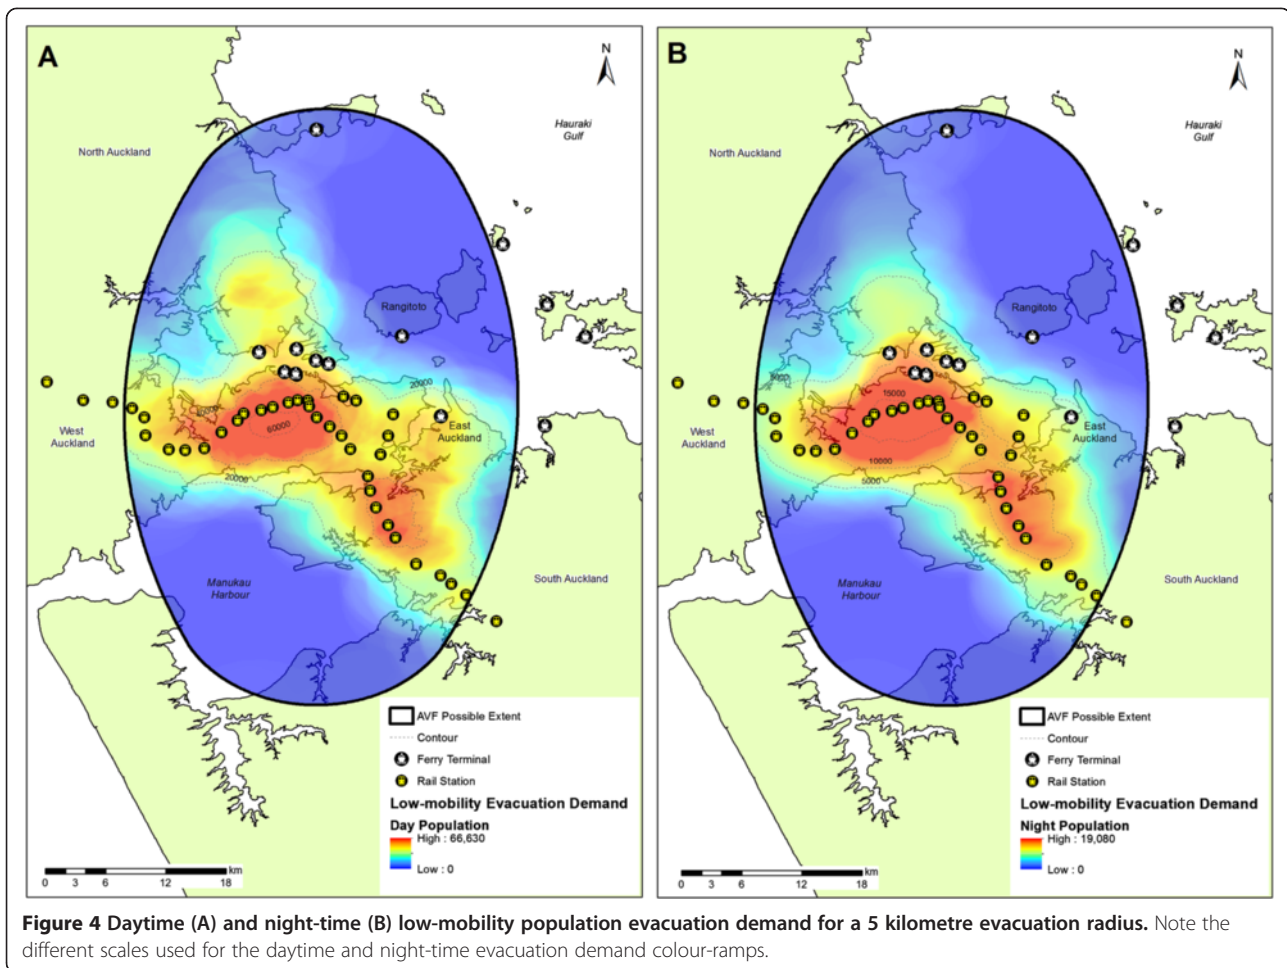 A
N
Hauraki
Gulf
North Auckland
Rangitoto
20000
60000
West
Auckland
East
Auckland
20000
Manukau
Harbour
South Auckland
AVF Possible Extent
Contour
Ferry Terminal
Rail Station
Low-mobility Evacuation Demand
Day Population
High : 66,630
Low : 0
km
0 3 6 12 18
B
N
Hauraki
Gulf
North Auckland
Rangitoto
5000
15000
West
Auckland
East
Auckland
10000
5000
Manukau
Harbour
South Auckland
AVF Possible Extent
Contour
Ferry Terminal
Rail Station
Low-mobility Evacuation Demand
Night Population
High : 19,080
Low : 0
km
0 3 6 12 18
Figure 4 Daytime (A) and night-time (B) low-mobility population evacuation demand for a 5 kilometre evacuation radius. Note the
different scales used for the daytime and night-time evacuation demand colour-ramps.